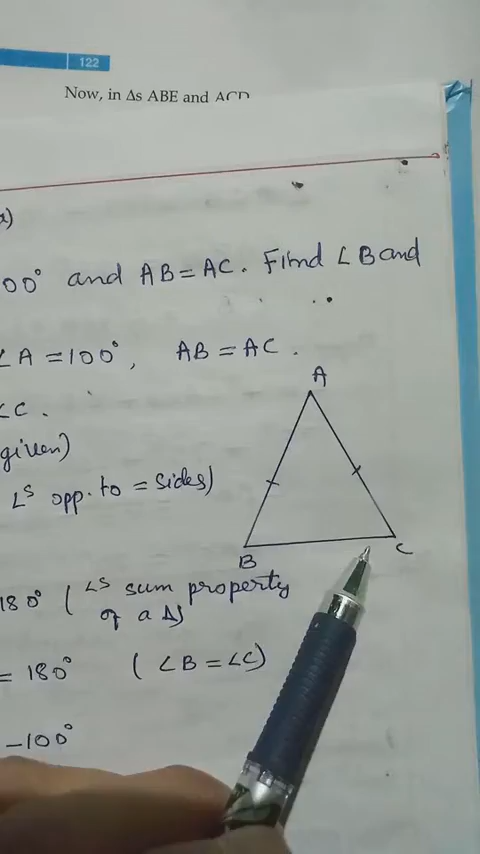 122
Now, in Δs ABE and ACD
a)
00° and AB = AC. Find ∠B and
∠A = 100°, AB = AC.
∠C.
given)
∠s opp. to = sides)
A
B
C
180° ( ∠s sum property
of a Δ)
= 180° ( ∠B = ∠C)
– 100°